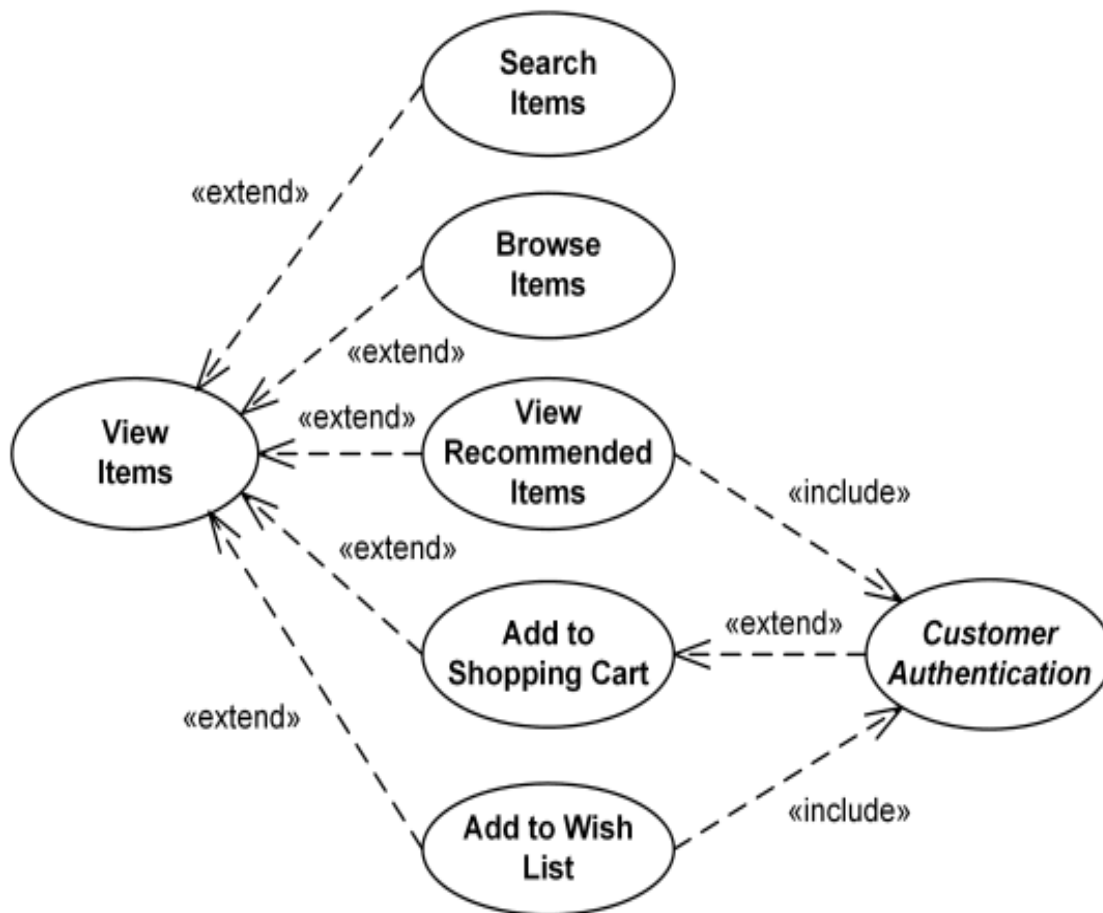 Search
Items
«extend»
Browse
Items
«extend»
View
Items
«extend»
View
Recommended
Items
«include»
«extend»
Add to
Shopping Cart
«extend»
Customer
Authentication
«extend»
Add to Wish
List
«include»